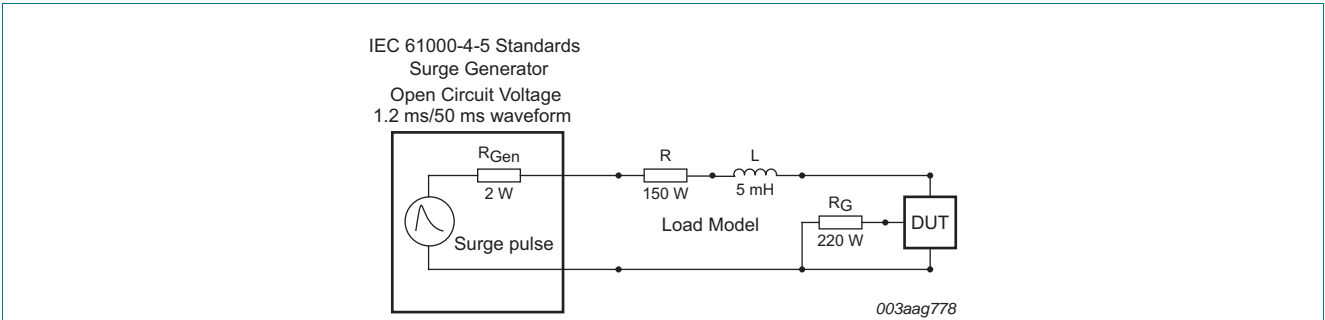 IEC 61000-4-5 Standards
Surge Generator
Open Circuit Voltage
1.2 ms/50 ms waveform
RGen
2 W
R
150 W
L
5 mH
Surge pulse
Load Model
RG
220 W
DUT
003aag778